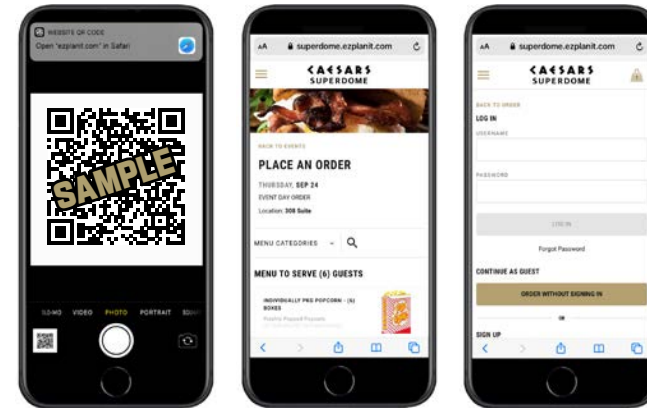 WEBSITE QR CODE
Open "ezplanit.com" in Safari
SAMPLE
VIDEO PHOTO PORTRAIT
AA superdome.ezplanit.com
CAESARS
SUPERDOME
BACK TO EVENTS
PLACE AN ORDER
THURSDAY, SEP 24
EVENT DAY ORDER
Location: 308 Suite
MENU CATEGORIES
MENU TO SERVE (6) GUESTS
INDIVIDUALLY PKG POPCORN - (6)
BOXES
Freshly Popped Popcorn
AA superdome.ezplanit.com
CAESARS
SUPERDOME
BACK TO ORDER
LOG IN
USERNAME
PASSWORD
LOG IN
Forgot Password
CONTINUE AS GUEST
ORDER WITHOUT SIGNING IN
OR
SIGN UP